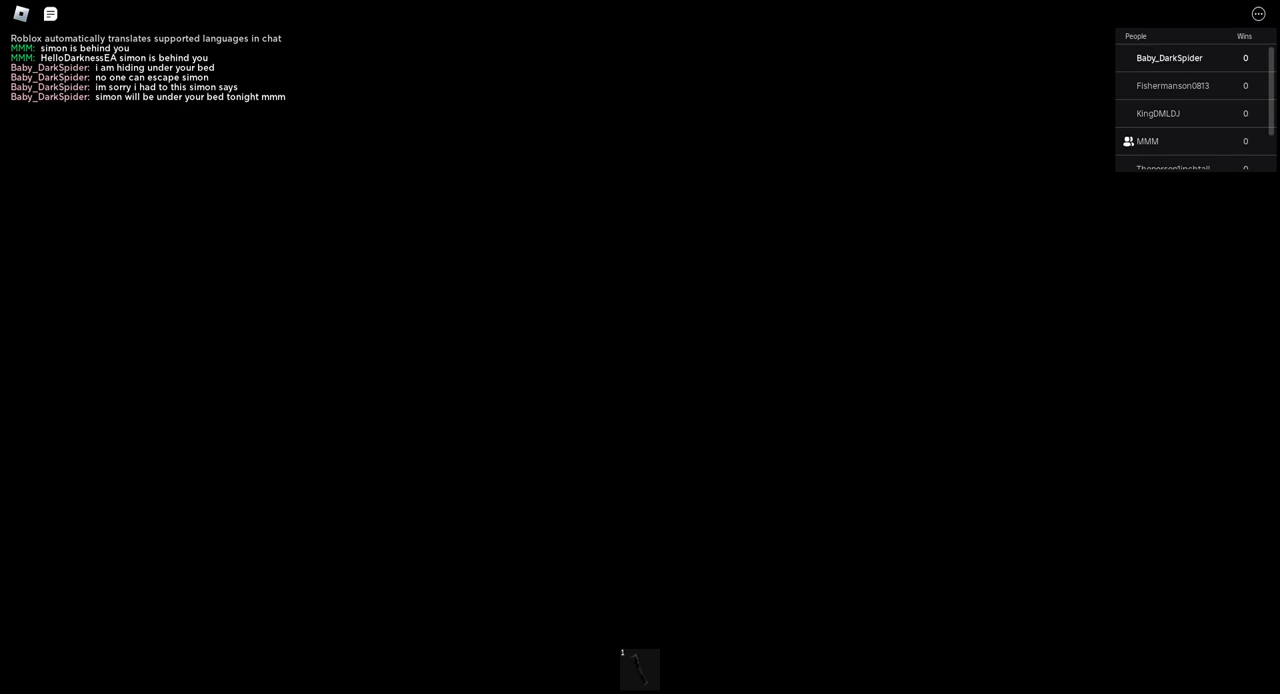 Roblox automatically translates supported languages in chat
MMM: simon is behind you
MMM: HelloDarknessEA simon is behind you
Baby_DarkSpider: i am hiding under your bed
Baby_DarkSpider: no one can escape simon
Baby_DarkSpider: im sorry i had to this simon says
Baby_DarkSpider: simon will be under your bed tonight mmm
People Wins
Baby_DarkSpider 0
Fishermanson0813 0
KingDMLDJ 0
MMM 0
0
1